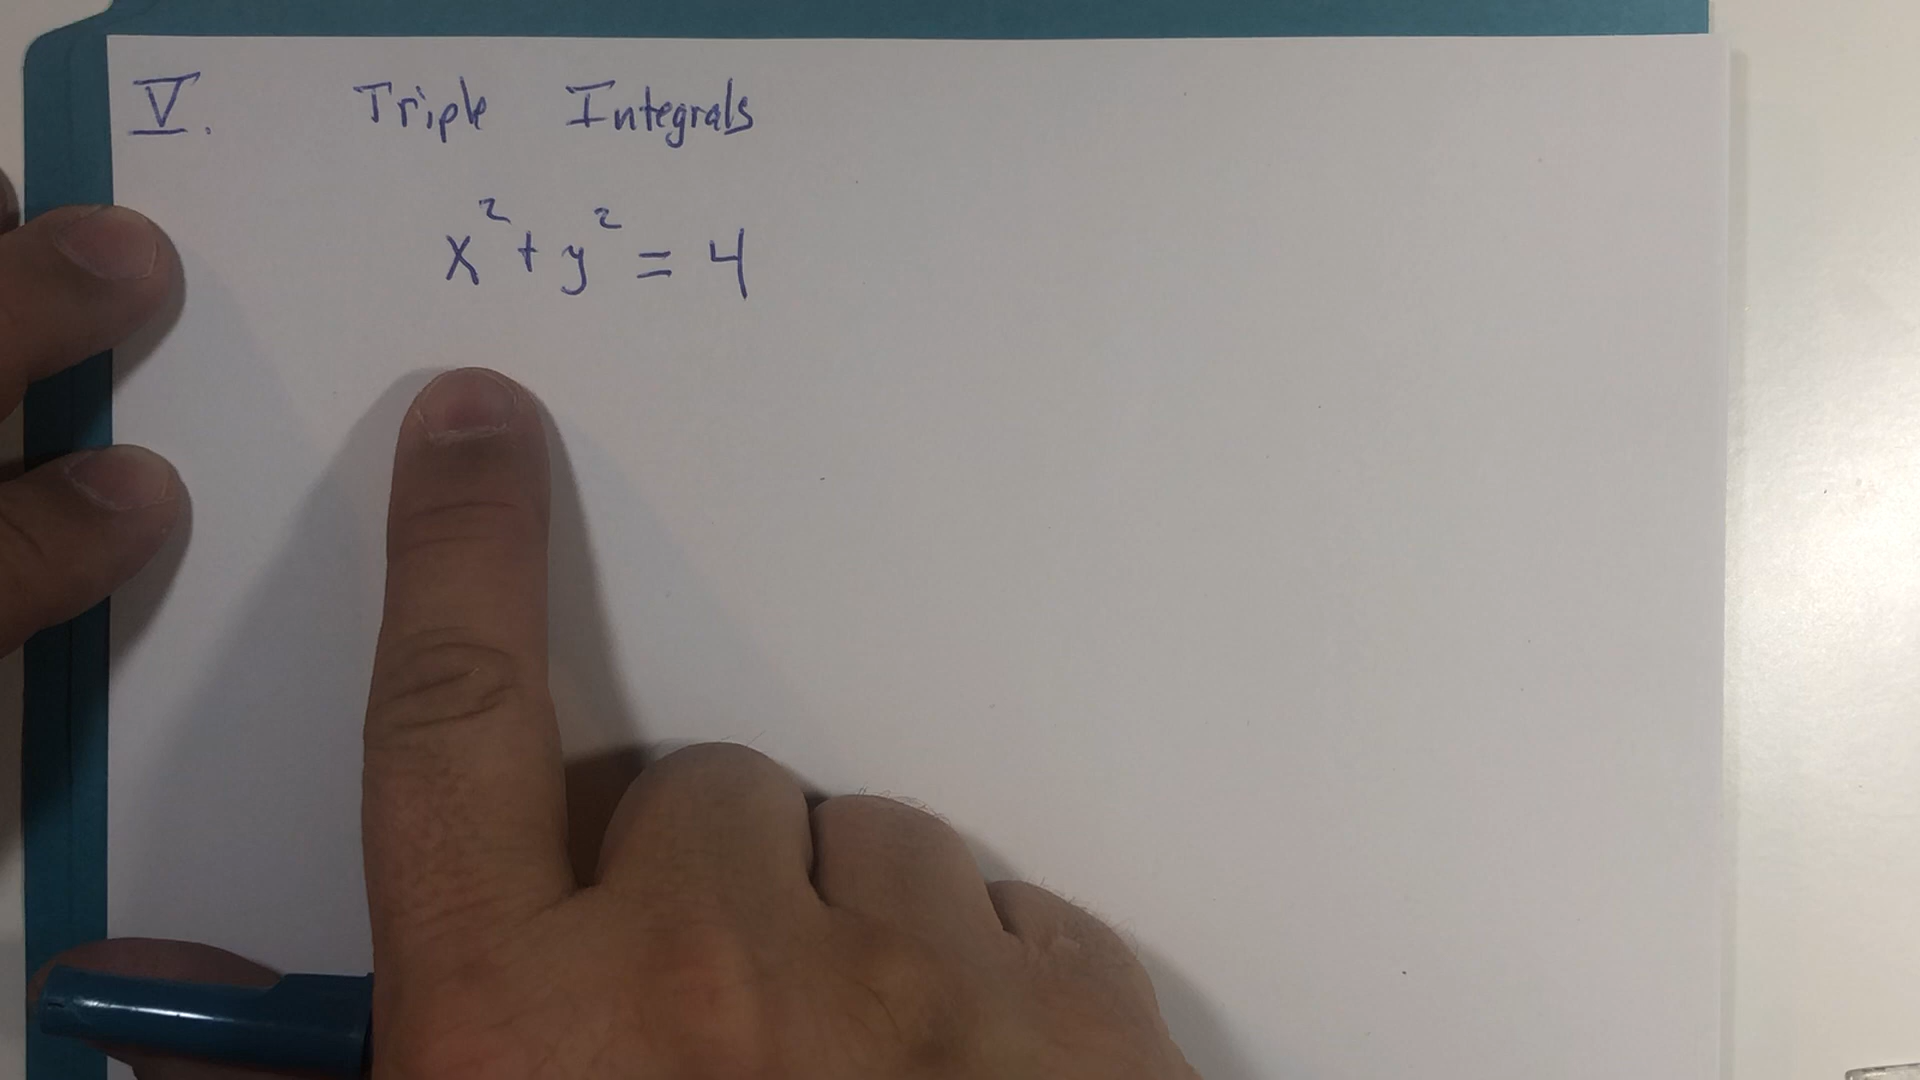 V. Triple Integrals
x² + y² = 4